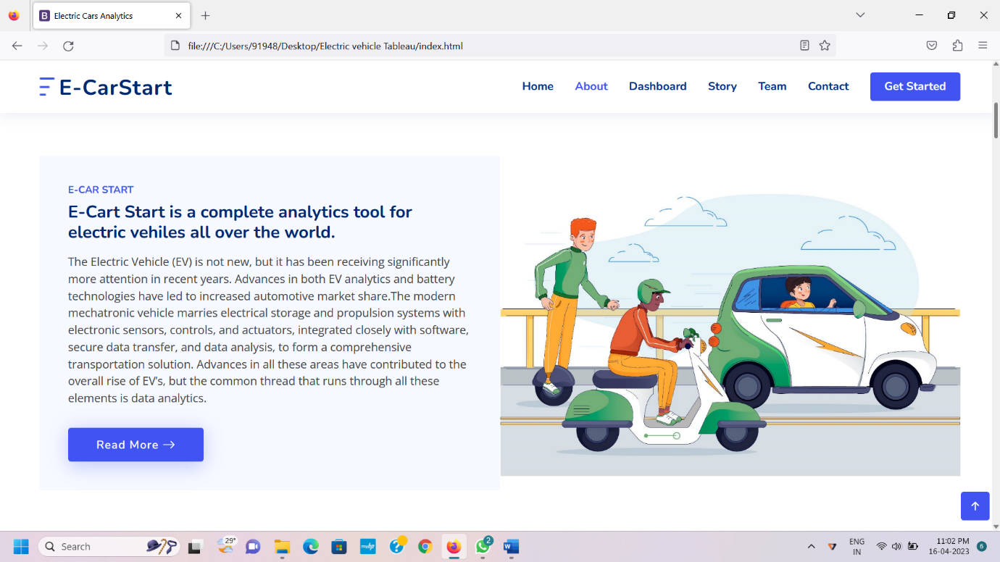 Electric Cars Analytics
file:///C:/Users/91948/Desktop/Electric vehicle Tableau/index.html
E-CarStart
Home About Dashboard Story Team Contact Get Started
E-CAR START
E-Cart Start is a complete analytics tool for
electric vehiles all over the world.
The Electric Vehicle (EV) is not new, but it has been receiving significantly
more attention in recent years. Advances in both EV analytics and battery
technologies have led to increased automotive market share.The modern
mechatronic vehicle marries electrical storage and propulsion systems with
electronic sensors, controls, and actuators, integrated closely with software,
secure data transfer, and data analysis, to form a comprehensive
transportation solution. Advances in all these areas have contributed to the
overall rise of EV's, but the common thread that runs through all these
elements is data analytics.
Read More
Search 29° 2 ENG 11:02 PM 6
IN 16-04-2023